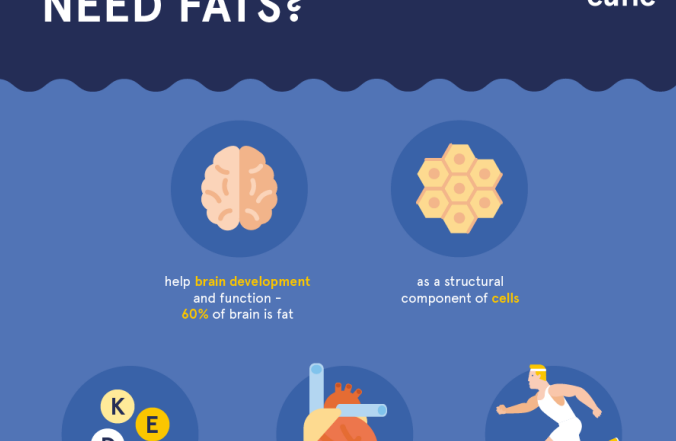 NEED FATS?
help brain development
and function -
60% of brain is fat
as a structural
component of cells
K
E